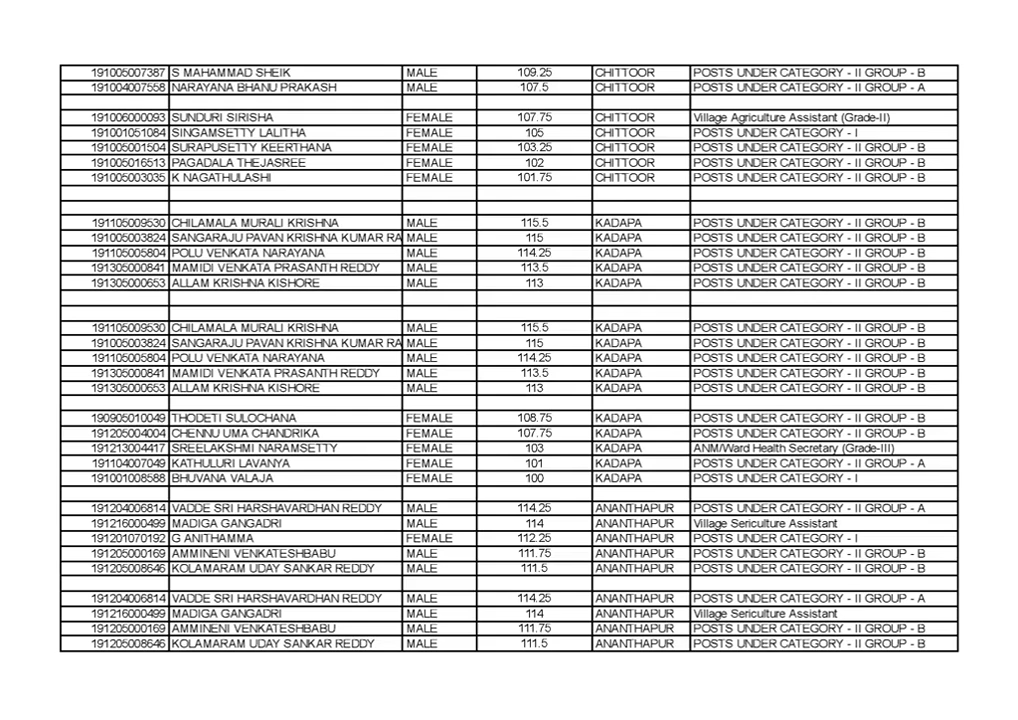 191005007387 S MAHAMMAD SHEIK MALE 109.25 CHITTOOR POSTS UNDER CATEGORY - II GROUP - B
191004007558 NARAYANA BHANU PRAKASH MALE 107.5 CHITTOOR POSTS UNDER CATEGORY - II GROUP - A
191006000093 SUNDURI SIRISHA FEMALE 107.75 CHITTOOR Village Agriculture Assistant (Grade-II)
191001051084 SINGAMSETTY LALITHA FEMALE 105 CHITTOOR POSTS UNDER CATEGORY - I
191005001504 SURAPUSETTY KEERTHANA FEMALE 103.25 CHITTOOR POSTS UNDER CATEGORY - II GROUP - B
191005016513 PAGADALA THEJASREE FEMALE 102 CHITTOOR POSTS UNDER CATEGORY - II GROUP - B
191005003035 K NAGATHULASHI FEMALE 101.75 CHITTOOR POSTS UNDER CATEGORY - II GROUP - B
191105009530 CHILAMALA MURALI KRISHNA MALE 115.5 KADAPA POSTS UNDER CATEGORY - II GROUP - B
191005003824 SANGARAJU PAVAN KRISHNA KUMAR RA MALE 115 KADAPA POSTS UNDER CATEGORY - II GROUP - B
191105005804 POLU VENKATA NARAYANA MALE 114.25 KADAPA POSTS UNDER CATEGORY - II GROUP - B
191305000841 MAMIDI VENKATA PRASANTH REDDY MALE 113.5 KADAPA POSTS UNDER CATEGORY - II GROUP - B
191305000653 ALLAM KRISHNA KISHORE MALE 113 KADAPA POSTS UNDER CATEGORY - II GROUP - B
191105009530 CHILAMALA MURALI KRISHNA MALE 115.5 KADAPA POSTS UNDER CATEGORY - II GROUP - B
191005003824 SANGARAJU PAVAN KRISHNA KUMAR RA MALE 115 KADAPA POSTS UNDER CATEGORY - II GROUP - B
191105005804 POLU VENKATA NARAYANA MALE 114.25 KADAPA POSTS UNDER CATEGORY - II GROUP - B
191305000841 MAMIDI VENKATA PRASANTH REDDY MALE 113.5 KADAPA POSTS UNDER CATEGORY - II GROUP - B
191305000653 ALLAM KRISHNA KISHORE MALE 113 KADAPA POSTS UNDER CATEGORY - II GROUP - B
190905010049 THODETI SULOCHANA FEMALE 108.75 KADAPA POSTS UNDER CATEGORY - II GROUP - B
191205004004 CHENNU UMA CHANDRIKA FEMALE 107.75 KADAPA POSTS UNDER CATEGORY - II GROUP - B
191213004417 SREELAKSHMI NARAMSETTY FEMALE 103 KADAPA ANM/Ward Health Secretary (Grade-III)
191104007049 KATHULURI LAVANYA FEMALE 101 KADAPA POSTS UNDER CATEGORY - II GROUP - A
191001008588 BHUVANA VALAJA FEMALE 100 KADAPA POSTS UNDER CATEGORY - I
191204006814 VADDE SRI HARSHAVARDHAN REDDY MALE 114.25 ANANTHAPUR POSTS UNDER CATEGORY - II GROUP - A
191216000499 MADIGA GANGADRI MALE 114 ANANTHAPUR Village Sericulture Assistant
191201070192 G ANITHAMMA FEMALE 112.25 ANANTHAPUR POSTS UNDER CATEGORY - I
191205000169 AMMINENI VENKATESHBABU MALE 111.75 ANANTHAPUR POSTS UNDER CATEGORY - II GROUP - B
191205008646 KOLAMARAM UDAY SANKAR REDDY MALE 111.5 ANANTHAPUR POSTS UNDER CATEGORY - II GROUP - B
191204006814 VADDE SRI HARSHAVARDHAN REDDY MALE 114.25 ANANTHAPUR POSTS UNDER CATEGORY - II GROUP - A
191216000499 MADIGA GANGADRI MALE 114 ANANTHAPUR Village Sericulture Assistant
191205000169 AMMINENI VENKATESHBABU MALE 111.75 ANANTHAPUR POSTS UNDER CATEGORY - II GROUP - B
191205008646 KOLAMARAM UDAY SANKAR REDDY MALE 111.5 ANANTHAPUR POSTS UNDER CATEGORY - II GROUP - B